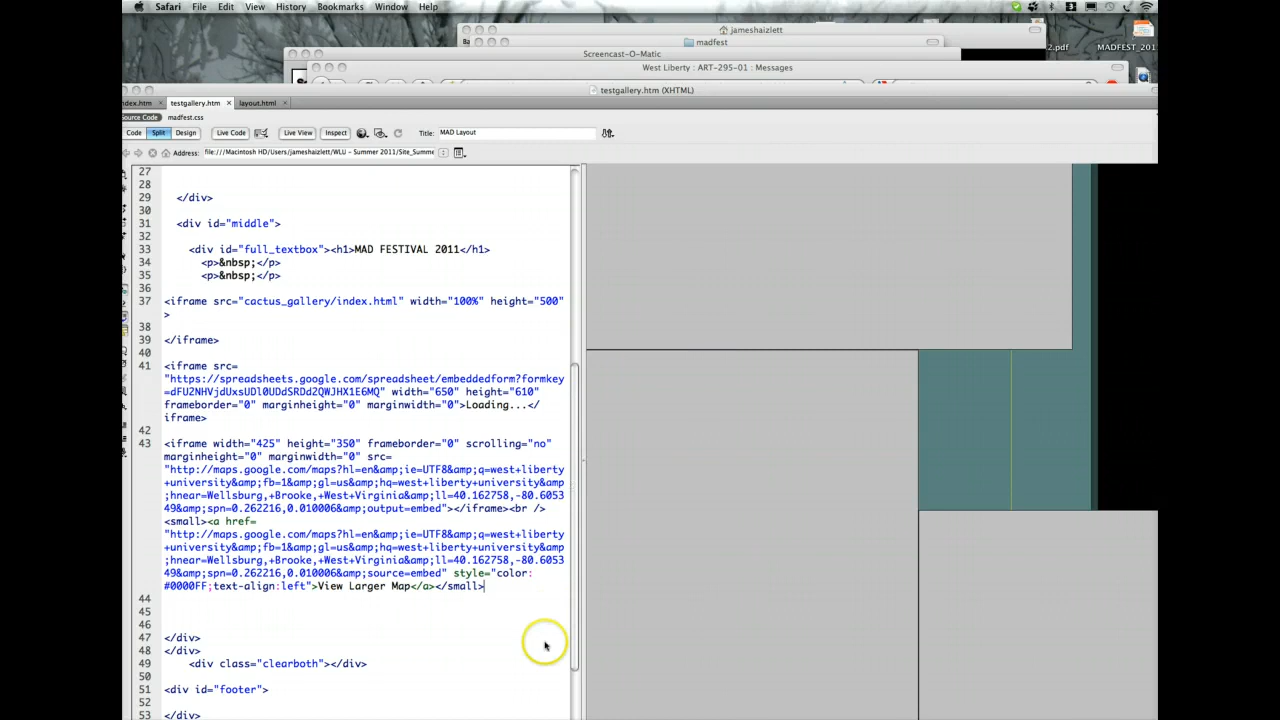 Safari File Edit View History Bookmarks Window Help
jameshaizlett
madfest
2.pdf
MADFEST_201
Screencast-O-Matic
West Liberty : ART-295-01 : Messages
testgallery.htm (XHTML)
ndex.htm testgallery.htm layout.html
Source Code madfest.css
Code Split Design Live Code Live View Inspect Title: MAD Layout
Address: file:///Macintosh HD/Users/jameshaizlett/WLU - Summer 2011/Site_Summe
27
28
29 </div>
30
31 <div id="middle">
32
33 <div id="full_textbox"><h1>MAD FESTIVAL 2011</h1>
34 <p>&nbsp;</p>
35 <p>&nbsp;</p>
36
37 <iframe src="cactus_gallery/index.html" width="100%" height="500"
>
38
39 </iframe>
40
41 <iframe src=
"https://spreadsheets.google.com/spreadsheet/embeddedform?formkey
=dFU2NHVjdUxsUDl0UDdSRDd2QWJHX1E6MQ" width="650" height="610"
frameborder="0" marginheight="0" marginwidth="0">Loading...</
iframe>
42
43 <iframe width="425" height="350" frameborder="0" scrolling="no"
marginheight="0" marginwidth="0" src=
"http://maps.google.com/maps?hl=en&amp;ie=UTF8&amp;q=west+liberty
+university&amp;fb=1&amp;gl=us&amp;hq=west+liberty+university&amp
;hnear=Wellsburg,+Brooke,+West+Virginia&amp;ll=40.162758,-80.6053
49&amp;spn=0.262216,0.010006&amp;output=embed"></iframe><br />
<small><a href=
"http://maps.google.com/maps?hl=en&amp;ie=UTF8&amp;q=west+liberty
+university&amp;fb=1&amp;gl=us&amp;hq=west+liberty+university&amp
;hnear=Wellsburg,+Brooke,+West+Virginia&amp;ll=40.162758,-80.6053
49&amp;spn=0.262216,0.010006&amp;source=embed" style="color:
#0000FF;text-align:left">View Larger Map</a></small>
44
45
46
47 </div>
48 </div>
49 <div class="clearboth"></div>
50
51 <div id="footer">
52
53 </div>